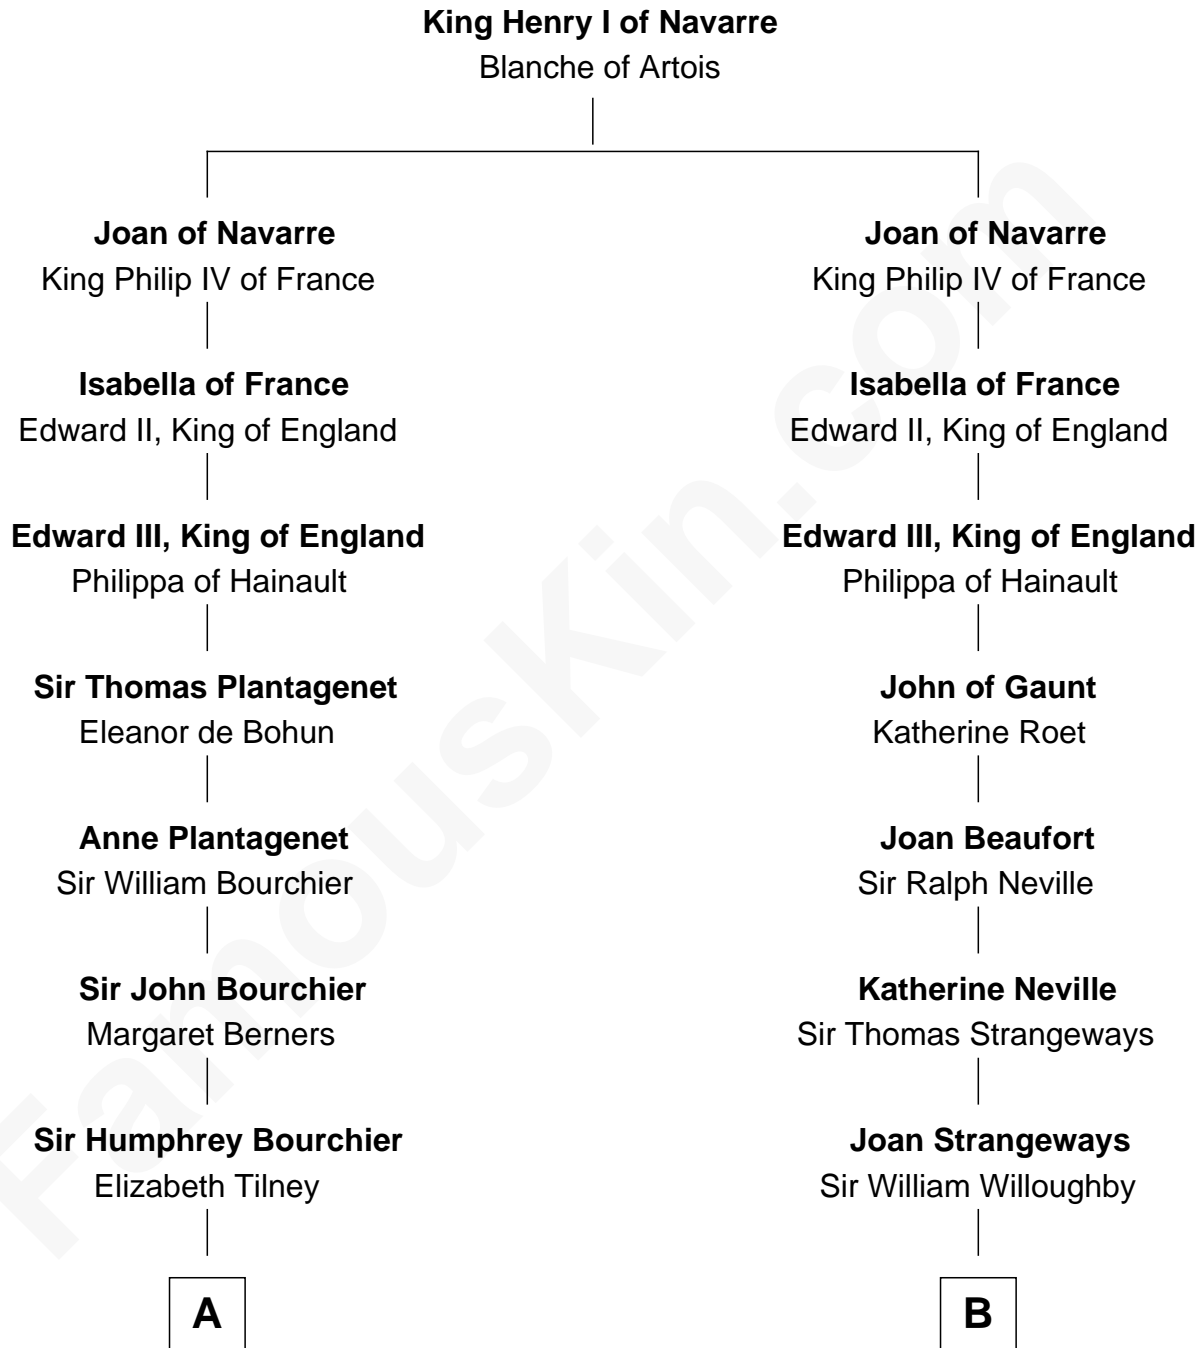 King Henry I of Navarre
Blanche of Artois
Joan of Navarre
King Philip IV of France
Isabella of France
Edward II, King of England
Edward III, King of England
Philippa of Hainault
Sir Thomas Plantagenet
Eleanor de Bohun
Anne Plantagenet
Sir William Bourchier
Sir John Bourchier
Margaret Berners
Sir Humphrey Bourchier
Elizabeth Tilney
A
Joan of Navarre
King Philip IV of France
Isabella of France
Edward II, King of England
Edward III, King of England
Philippa of Hainault
John of Gaunt
Katherine Roet
Joan Beaufort
Sir Ralph Neville
Katherine Neville
Sir Thomas Strangeways
Joan Strangeways
Sir William Willoughby
B
FamousKin.com